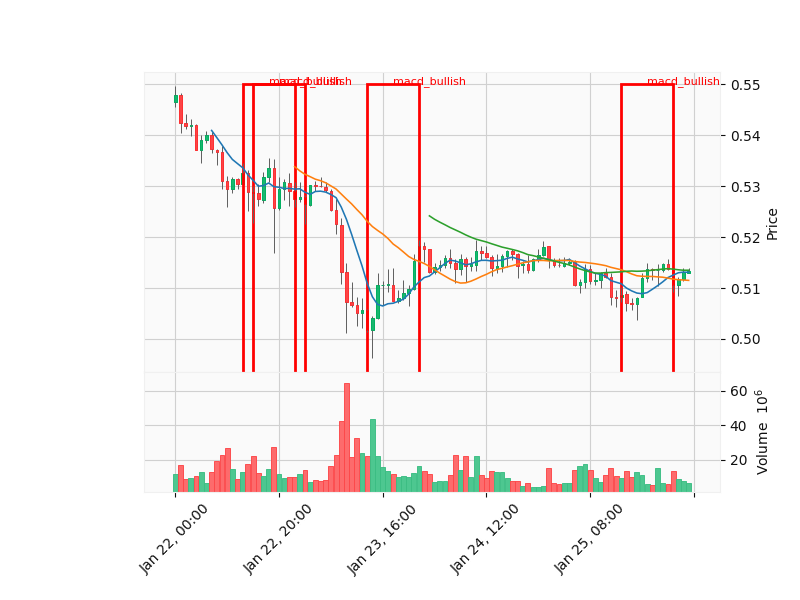 macd_bullish
macd_bullish
macd_bullish
macd_bullish
0.55
0.54
0.53
0.52
0.51
0.50
Price
60
40
20
Volume 10^6
Jan 22, 00:00
Jan 22, 20:00
Jan 23, 16:00
Jan 24, 12:00
Jan 25, 08:00